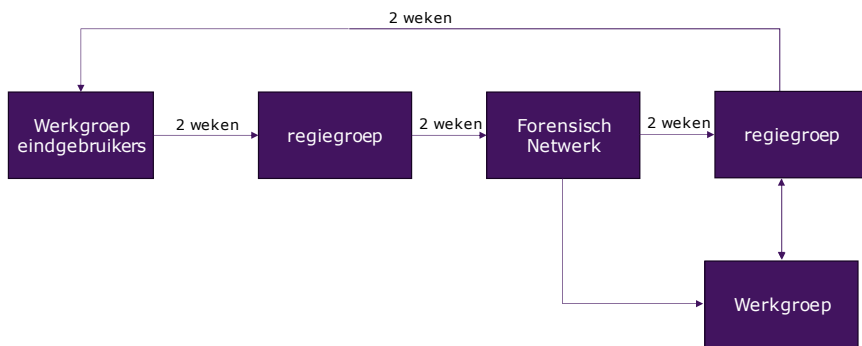 2 weken
Werkgroep
eindgebruikers
2 weken
regiegroep
2 weken
Forensisch
Netwerk
2 weken
regiegroep
Werkgroep